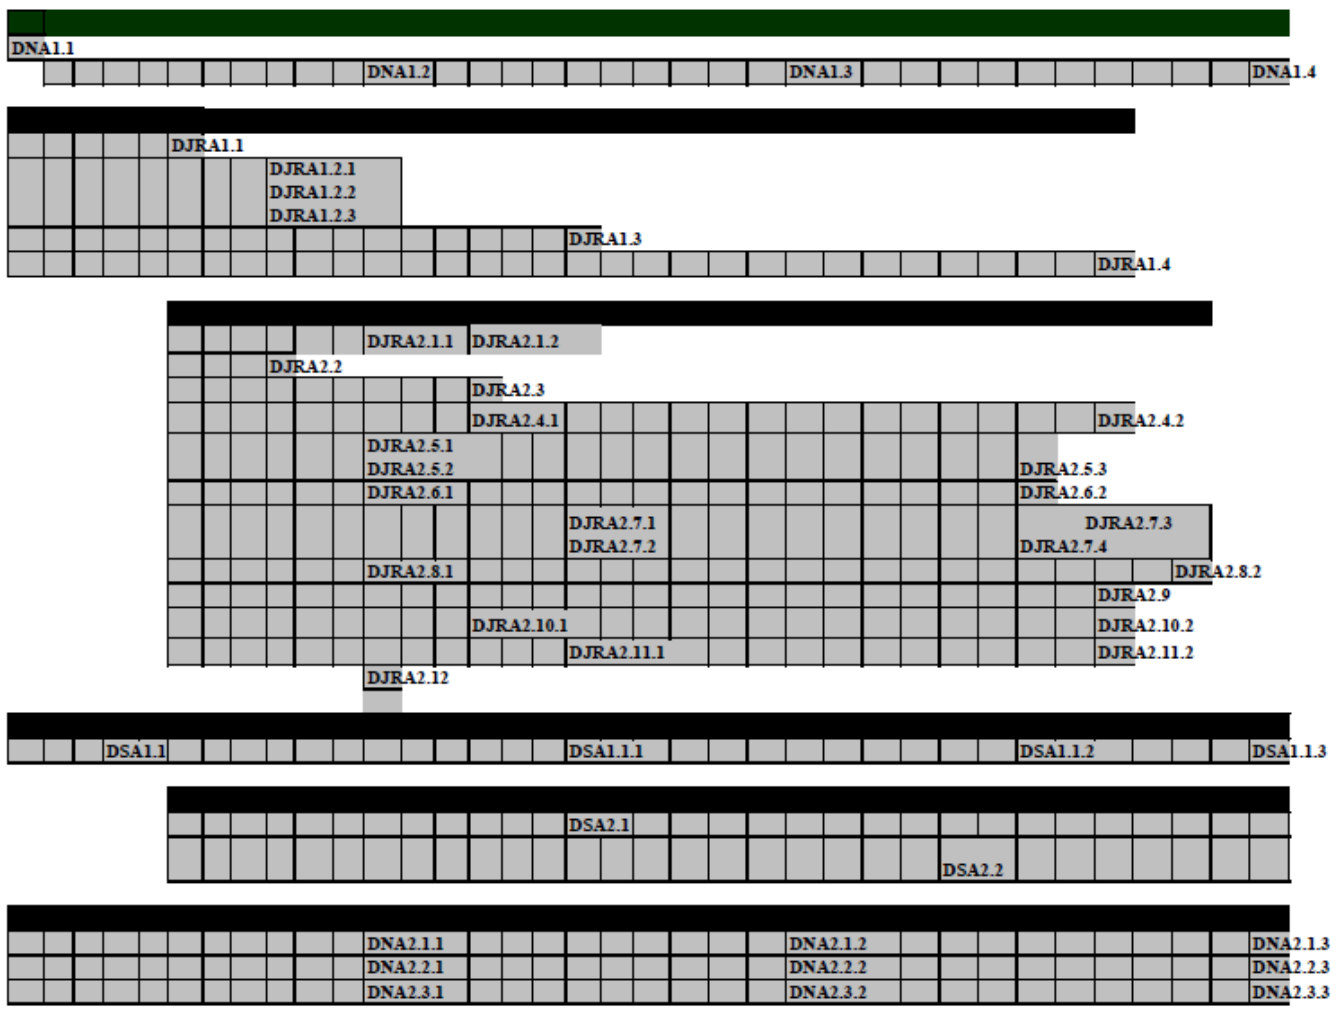 DNA1.1
DNA1.2 DNA1.3 DNA1.4
DJRA1.1
DJRA1.2.1
DJRA1.2.2
DJRA1.2.3
DJRA1.3
DJRA1.4
DJRA2.1.1 DJRA2.1.2
DJRA2.2
DJRA2.3
DJRA2.4.1 DJRA2.4.2
DJRA2.5.1
DJRA2.5.2 DJRA2.5.3
DJRA2.6.1 DJRA2.6.2
DJRA2.7.1 DJRA2.7.3
DJRA2.7.2 DJRA2.7.4
DJRA2.8.1 DJRA2.8.2
DJRA2.9
DJRA2.10.1 DJRA2.10.2
DJRA2.11.1 DJRA2.11.2
DJRA2.12
DSA1.1 DSA1.1.1 DSA1.1.2 DSA1.1.3
DSA2.1
DSA2.2
DNA2.1.1 DNA2.1.2 DNA2.1.3
DNA2.2.1 DNA2.2.2 DNA2.2.3
DNA2.3.1 DNA2.3.2 DNA2.3.3